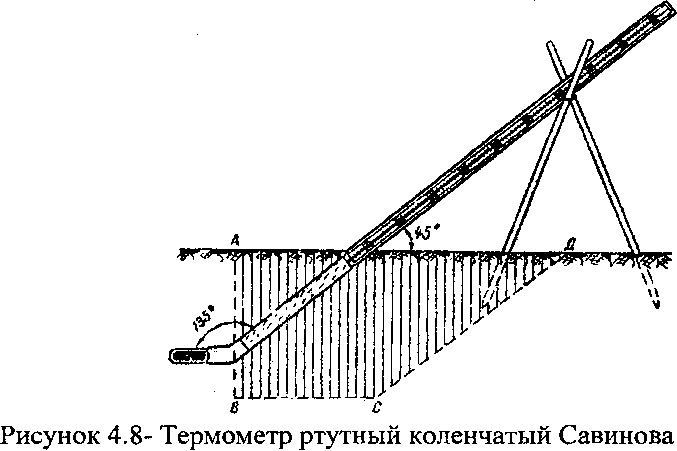 45°
А
Д
135°
В
С
Рисунок 4.8- Термометр ртутный коленчатый Савинова